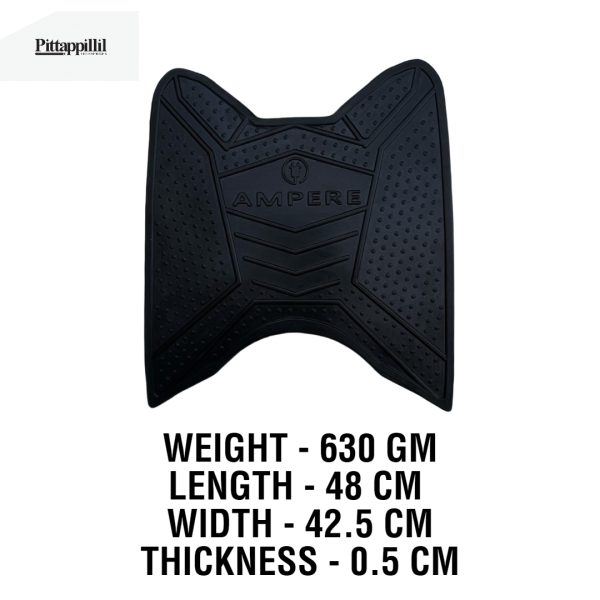 Pittappillil
AMPERE
WEIGHT - 630 GM
LENGTH - 48 CM
WIDTH - 42.5 CM
THICKNESS - 0.5 CM